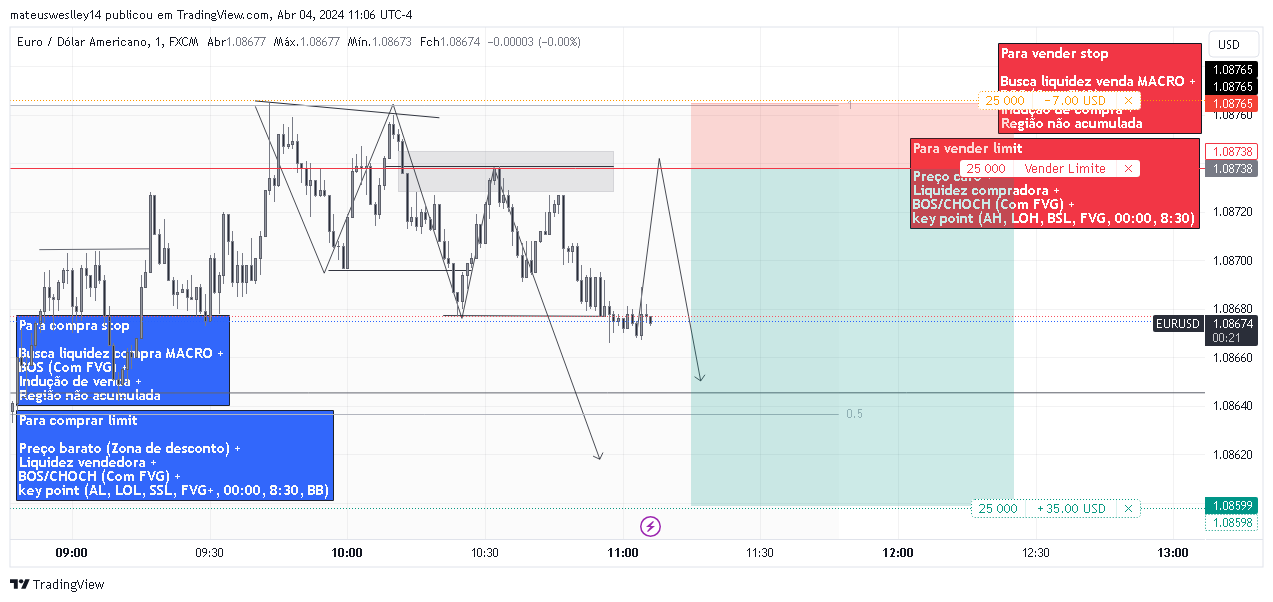 mateusweslley14 publicou em TradingView.com, Abr 04, 2024 11:06 UTC-4
Euro / Dólar Americano, 1, FXCM Abr1.08677 Máx.1.08677 Mín.1.08673 Fch1.08674 −0.00003 (−0.00%)
USD
Para vender stop
Busca liquidez venda MACRO +
Indução de compra
Região não acumulada
25 000 −7.00 USD ×
1
1.08765
1.08765
1.08765
1.08760
Para vender limit
Preço caro
Liquidez compradora +
BOS/CHOCH (Com FVG) +
key point (AH, LOH, BSL, FVG, 00:00, 8:30)
25 000 Vender Limite ×
1.08738
1.08738
1.08720
1.08700
1.08680
EURUSD 1.08674
00:21
1.08660
1.08640
1.08620
Para compra stop
Busca liquidez compra MACRO +
BOS (Com FVG) +
Indução de venda +
Região não acumulada
Para comprar limit
Preço barato (Zona de desconto) +
Liquidez vendedora +
BOS/CHOCH (Com FVG) +
key point (AL, LOL, SSL, FVG+, 00:00, 8:30, BB)
0.5
25 000 +35.00 USD ×
1.08599
1.08598
09:00 09:30 10:00 10:30 11:00 11:30 12:00 12:30 13:00
TradingView